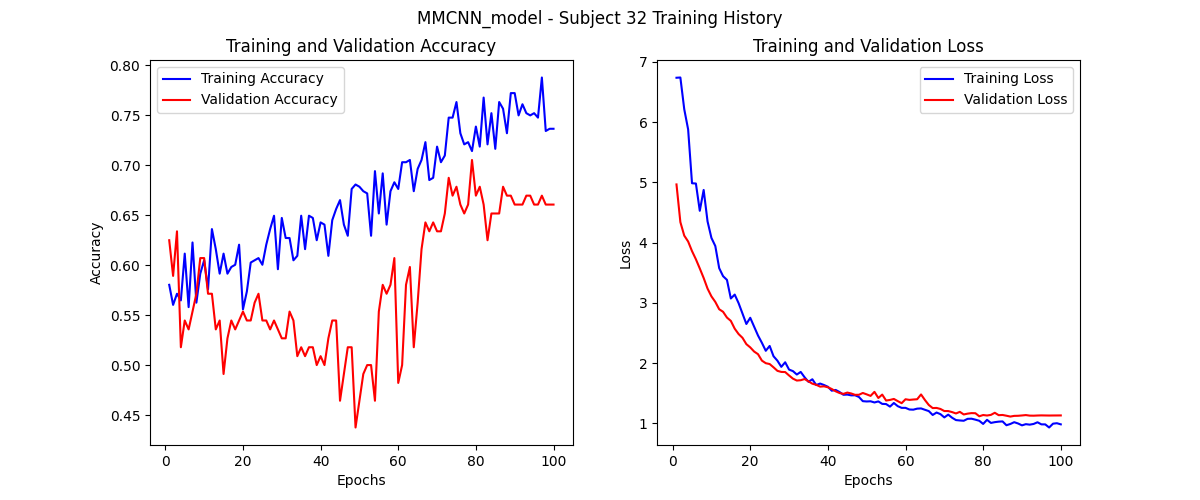 MMCNN_model - Subject 32 Training History
Training and Validation Accuracy
Training Accuracy
Validation Accuracy
0.80
0.75
0.70
0.65
0.60
0.55
0.50
0.45
Accuracy
0
20
40
60
80
100
Epochs
Training and Validation Loss
Training Loss
Validation Loss
7
6
5
4
3
2
1
Loss
0
20
40
60
80
100
Epochs